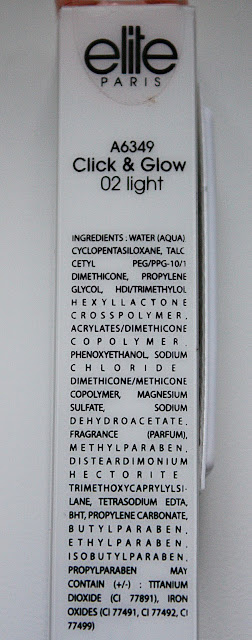 elite
PARIS
A6349
Click & Glow
02 light
INGREDIENTS : WATER (AQUA)
CYCLOPENTASILOXANE, TALC
CETYL PEG/PPG-10/1
DIMETHICONE, PROPYLENE
GLYCOL, HDI/TRIMETHYLOL
HEXYLLACTONE
CROSSPOLYMER,
ACRYLATES/DIMETHICONE
COPOLYMER,
PHENOXYETHANOL, SODIUM
CHLORIDE
DIMETHICONE/METHICONE
COPOLYMER, MAGNESIUM
SULFATE, SODIUM
DEHYDROACETATE,
FRAGRANCE (PARFUM),
METHYLPARABEN,
DISTEARDIMONIUM
HECTORITE
TRIMETHOXYCAPRYLYLSI-
LANE, TETRASODIUM EDTA,
BHT, PROPYLENE CARBONATE,
BUTYLPARABEN,
ETHYLPARABEN,
ISOBUTYLPARABEN,
PROPYLPARABEN MAY
CONTAIN (+/-) : TITANIUM
DIOXIDE (CI 77891), IRON
OXIDES (CI 77491, CI 77492, CI
77499)